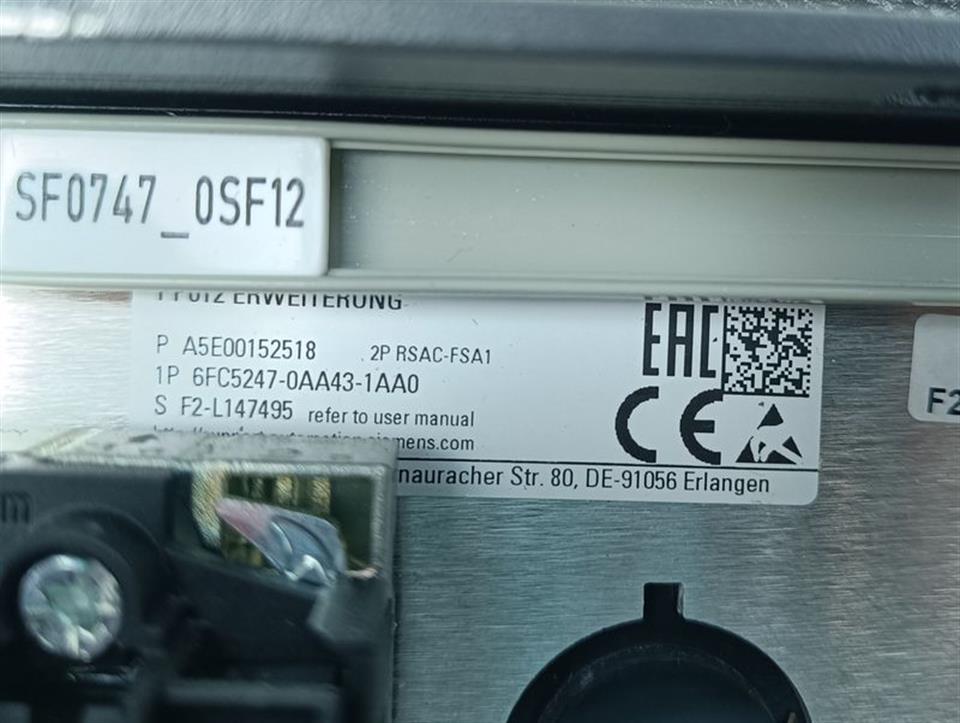 SF0747_0SF12
ERWEITERUNG
EAC
P A5E00152518 2P RSAC-FSA1
1P 6FC5247-0AA43-1AA0
S F2-L147495 refer to user manual
CE
nauracher Str. 80, DE-91056 Erlangen
F2
m